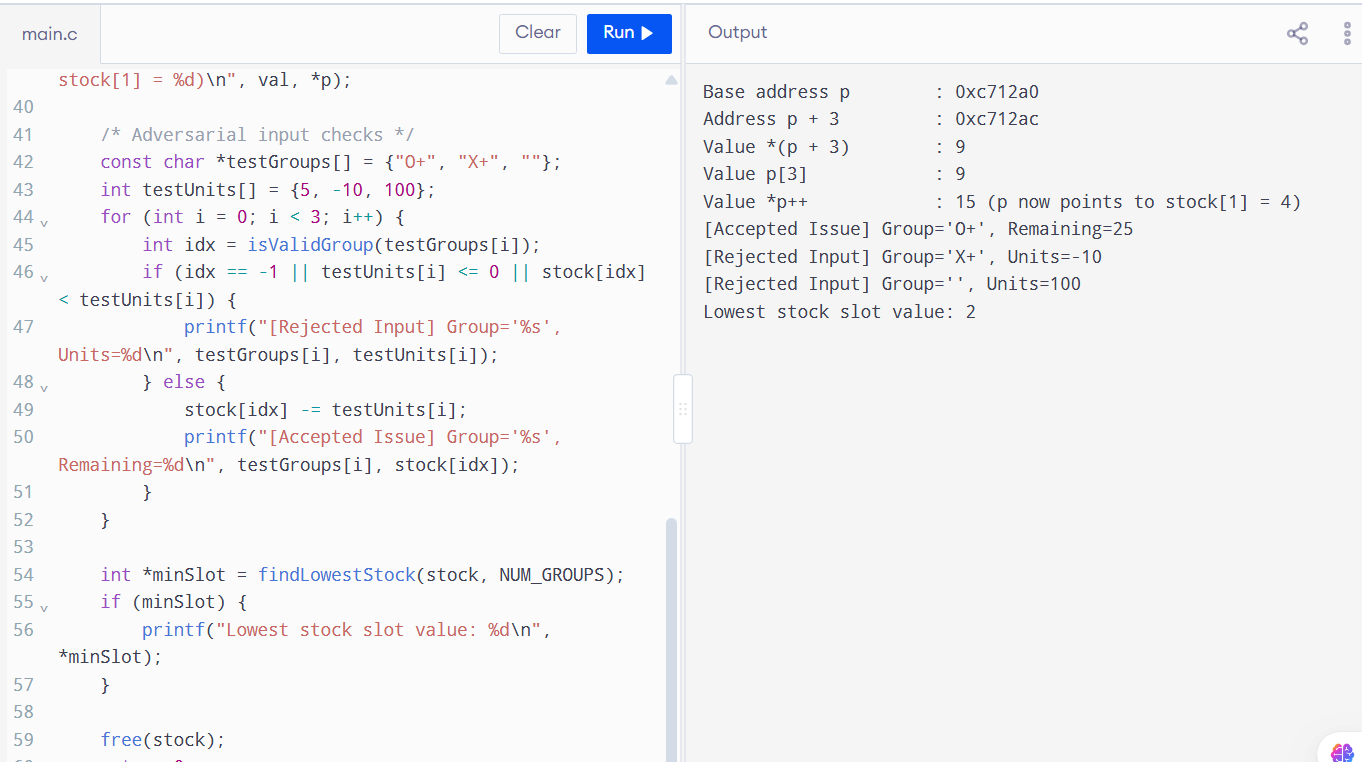 main.c
Clear
Run
Output
stock[1] = %d)\n", val, *p);
40
41 /* Adversarial input checks */
42 const char *testGroups[] = {"O+", "X+", ""};
43 int testUnits[] = {5, -10, 100};
44 for (int i = 0; i < 3; i++) {
45 int idx = isValidGroup(testGroups[i]);
46 if (idx == -1 || testUnits[i] <= 0 || stock[idx]
< testUnits[i]) {
47 printf("[Rejected Input] Group='%s',
Units=%d\n", testGroups[i], testUnits[i]);
48 } else {
49 stock[idx] -= testUnits[i];
50 printf("[Accepted Issue] Group='%s',
Remaining=%d\n", testGroups[i], stock[idx]);
51 }
52 }
53
54 int *minSlot = findLowestStock(stock, NUM_GROUPS);
55 if (minSlot) {
56 printf("Lowest stock slot value: %d\n",
*minSlot);
57 }
58
59 free(stock);
Base address p : 0xc712a0
Address p + 3 : 0xc712ac
Value *(p + 3) : 9
Value p[3] : 9
Value *p++ : 15 (p now points to stock[1] = 4)
[Accepted Issue] Group='O+', Remaining=25
[Rejected Input] Group='X+', Units=-10
[Rejected Input] Group='', Units=100
Lowest stock slot value: 2